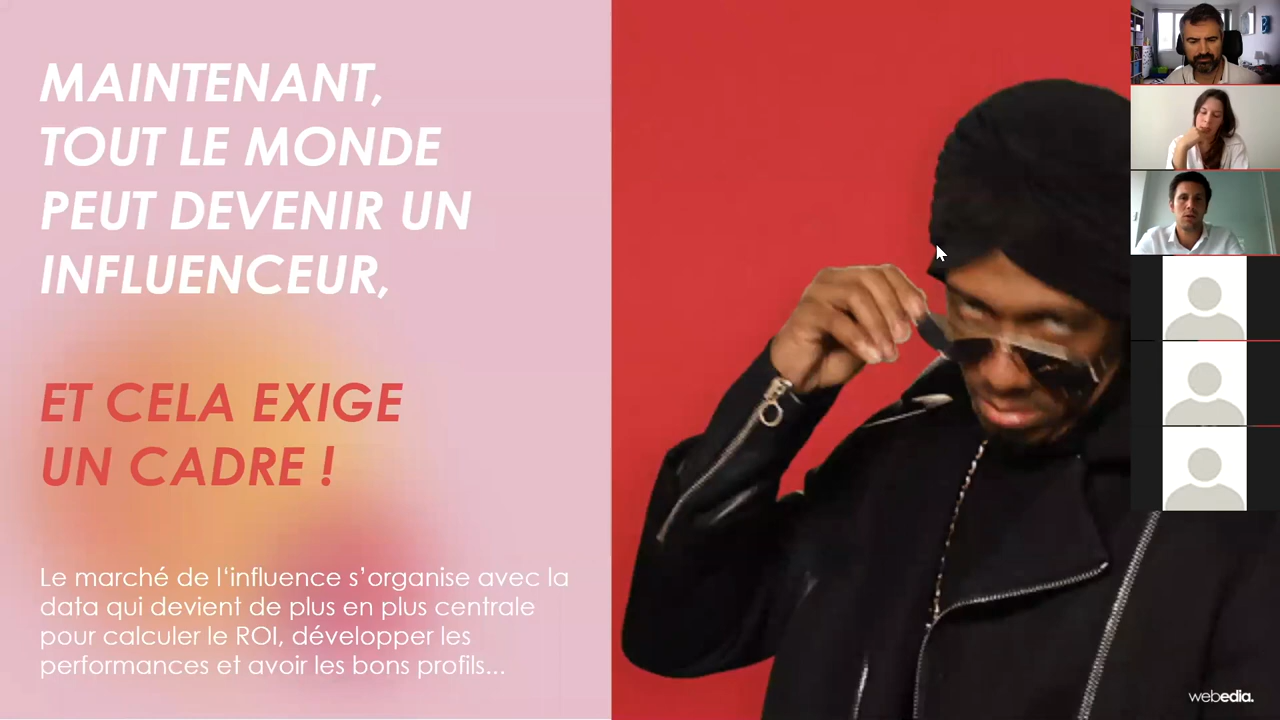 MAINTENANT,
TOUT LE MONDE
PEUT DEVENIR UN
INFLUENCEUR,
ET CELA EXIGE
UN CADRE !
Le marché de l‘influence s’organise avec la
data qui devient de plus en plus centrale
pour calculer le ROI, développer les
performances et avoir les bons profils...
webedia.